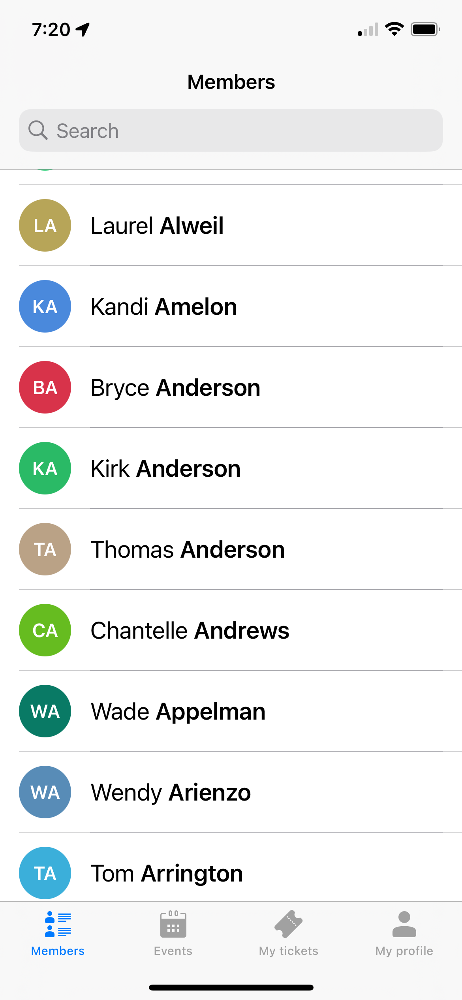 7:20
Members
Search
LA Laurel Alweil
KA Kandi Amelon
BA Bryce Anderson
KA Kirk Anderson
TA Thomas Anderson
CA Chantelle Andrews
WA Wade Appelman
WA Wendy Arienzo
TA Tom Arrington
Members Events My tickets My profile